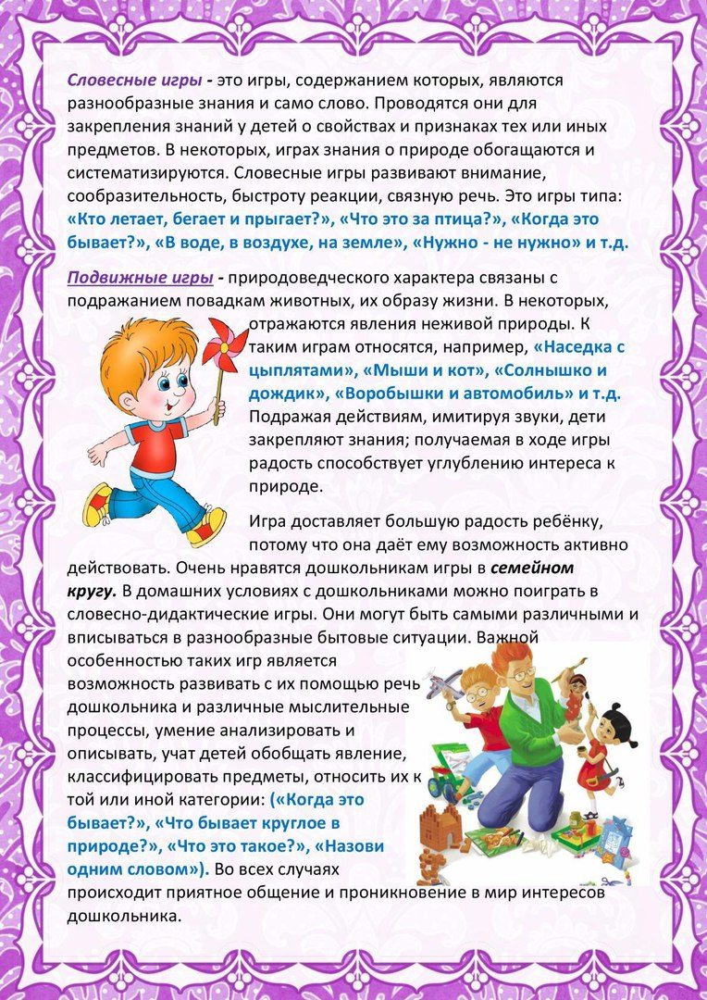 Словесные игры - это игры, содержанием которых, являются
разнообразные знания и само слово. Проводятся они для
закрепления знаний у детей о свойствах и признаках тех или иных
предметов. В некоторых, играх знания о природе обогащаются и
систематизируются. Словесные игры развивают внимание,
сообразительность, быстроту реакции, связную речь. Это игры типа:
«Кто летает, бегает и прыгает?», «Что это за птица?», «Когда это
бывает?», «В воде, в воздухе, на земле», «Нужно - не нужно» и т.д.
Подвижные игры - природоведческого характера связаны с
подражанием повадкам животных, их образу жизни. В некоторых,
отражаются явления неживой природы. К
таким играм относятся, например, «Наседка с
цыплятами», «Мыши и кот», «Солнышко и
дождик», «Воробышки и автомобиль» и т.д.
Подражая действиям, имитируя звуки, дети
закрепляют знания; получаемая в ходе игры
радость способствует углублению интереса к
природе.
Игра доставляет большую радость ребёнку,
потому что она даёт ему возможность активно
действовать. Очень нравятся дошкольникам игры в семейном
кругу. В домашних условиях с дошкольниками можно поиграть в
словесно-дидактические игры. Они могут быть самыми различными и
вписываться в разнообразные бытовые ситуации. Важной
особенностью таких игр является
возможность развивать с их помощью речь
дошкольника и различные мыслительные
процессы, умение анализировать и
описывать, учат детей обобщать явление,
классифицировать предметы, относить их к
той или иной категории: («Когда это
бывает?», «Что бывает круглое в
природе?», «Что это такое?», «Назови
одним словом»). Во всех случаях
происходит приятное общение и проникновение в мир интересов
дошкольника.